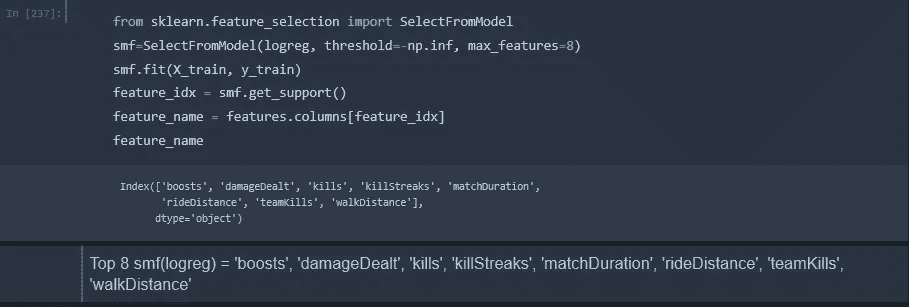 In [237]:
from sklearn.feature_selection import SelectFromModel
smf=SelectFromModel(logreg, threshold=-np.inf, max_features=8)
smf.fit(X_train, y_train)
feature_idx = smf.get_support()
feature_name = features.columns[feature_idx]
feature_name
Index(['boosts', 'damageDealt', 'kills', 'killStreaks', 'matchDuration',
'rideDistance', 'teamKills', 'walkDistance'],
dtype='object')
Top 8 smf(logreg) = 'boosts', 'damageDealt', 'kills', 'killStreaks', 'matchDuration', 'rideDistance', 'teamKills',
'walkDistance'